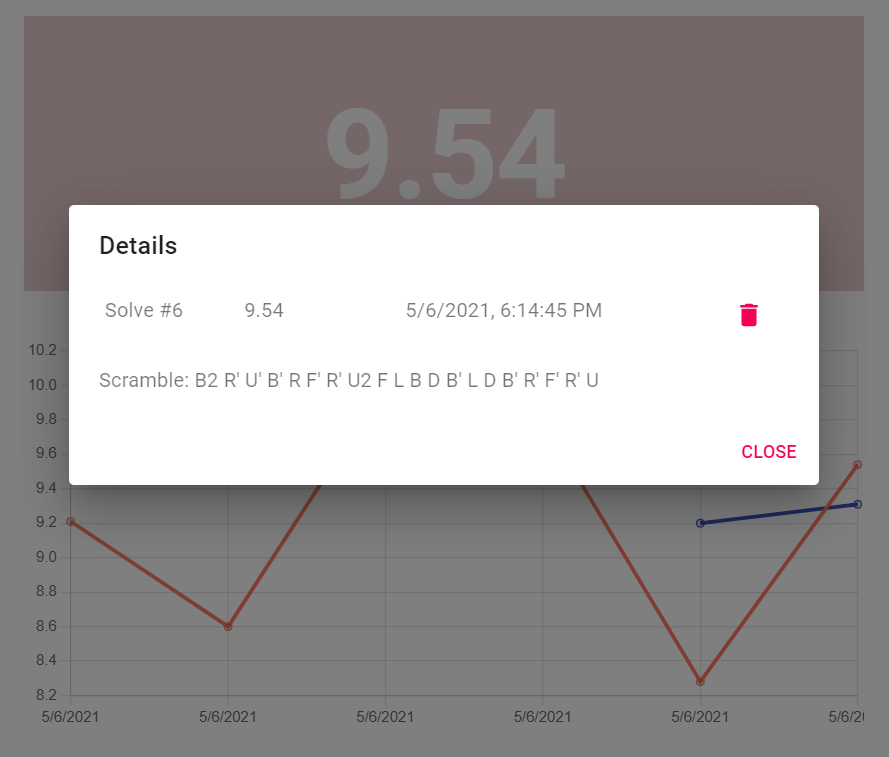 9.54
Details
Solve #6 9.54 5/6/2021, 6:14:45 PM
Scramble: B2 R' U' B' R F' R' U2 F L B D B' L D B' R' F' R' U
CLOSE
10.2
10.0
9.8
9.6
9.4
9.2
9.0
8.8
8.6
8.4
8.2
5/6/2021 5/6/2021 5/6/2021 5/6/2021 5/6/2021 5/6/20